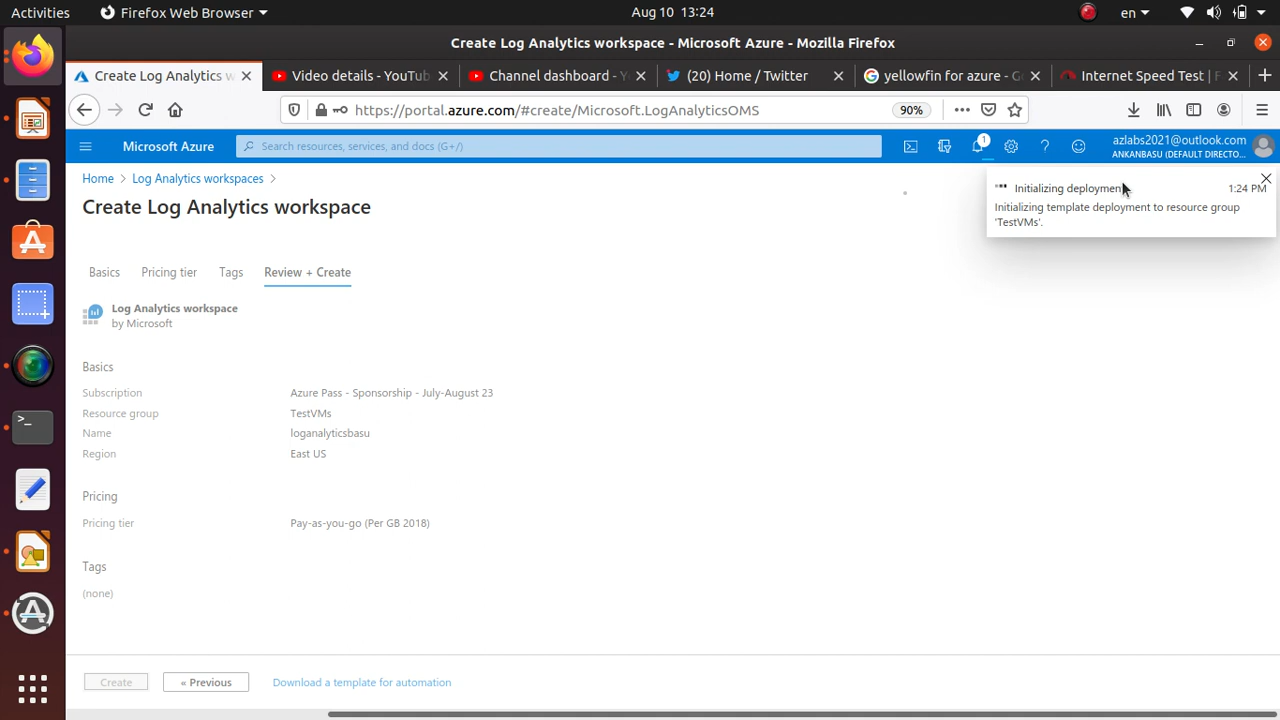 Activities
Firefox Web Browser
Aug 10 13:24
en
Create Log Analytics workspace - Microsoft Azure - Mozilla Firefox
Create Log Analytics w
Video details - YouTub
Channel dashboard - Y
(20) Home / Twitter
yellowfin for azure - G
Internet Speed Test | F
https://portal.azure.com/#create/Microsoft.LogAnalyticsOMS
90%
Microsoft Azure
Search resources, services, and docs (G+/)
1
azlabs2021@outlook.com
ANKANBASU (DEFAULT DIRECTO...
Home > Log Analytics workspaces >
Create Log Analytics workspace
Initializing deployment
1:24 PM
Initializing template deployment to resource group
'TestVMs'.
Basics
Pricing tier
Tags
Review + Create
Log Analytics workspace
by Microsoft
Basics
Subscription
Azure Pass - Sponsorship - July-August 23
Resource group
TestVMs
Name
loganalyticsbasu
Region
East US
Pricing
Pricing tier
Pay-as-you-go (Per GB 2018)
Tags
(none)
Create
« Previous
Download a template for automation